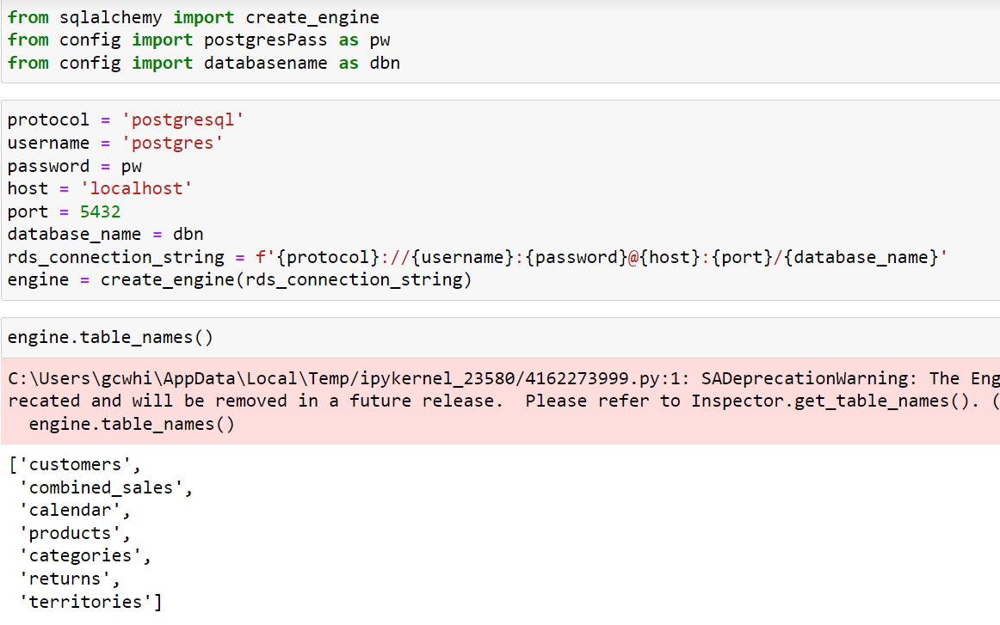 from sqlalchemy import create_engine
from config import postgresPass as pw
from config import databasename as dbn
protocol = 'postgresql'
username = 'postgres'
password = pw
host = 'localhost'
port = 5432
database_name = dbn
rds_connection_string = f'{protocol}://{username}:{password}@{host}:{port}/{database_name}'
engine = create_engine(rds_connection_string)
engine.table_names()
C:\Users\gcwhi\AppData\Local\Temp/ipykernel_23580/4162273999.py:1: SADeprecationWarning: The Eng
recated and will be removed in a future release.  Please refer to Inspector.get_table_names(). (
  engine.table_names()
['customers',
 'combined_sales',
 'calendar',
 'products',
 'categories',
 'returns',
 'territories']